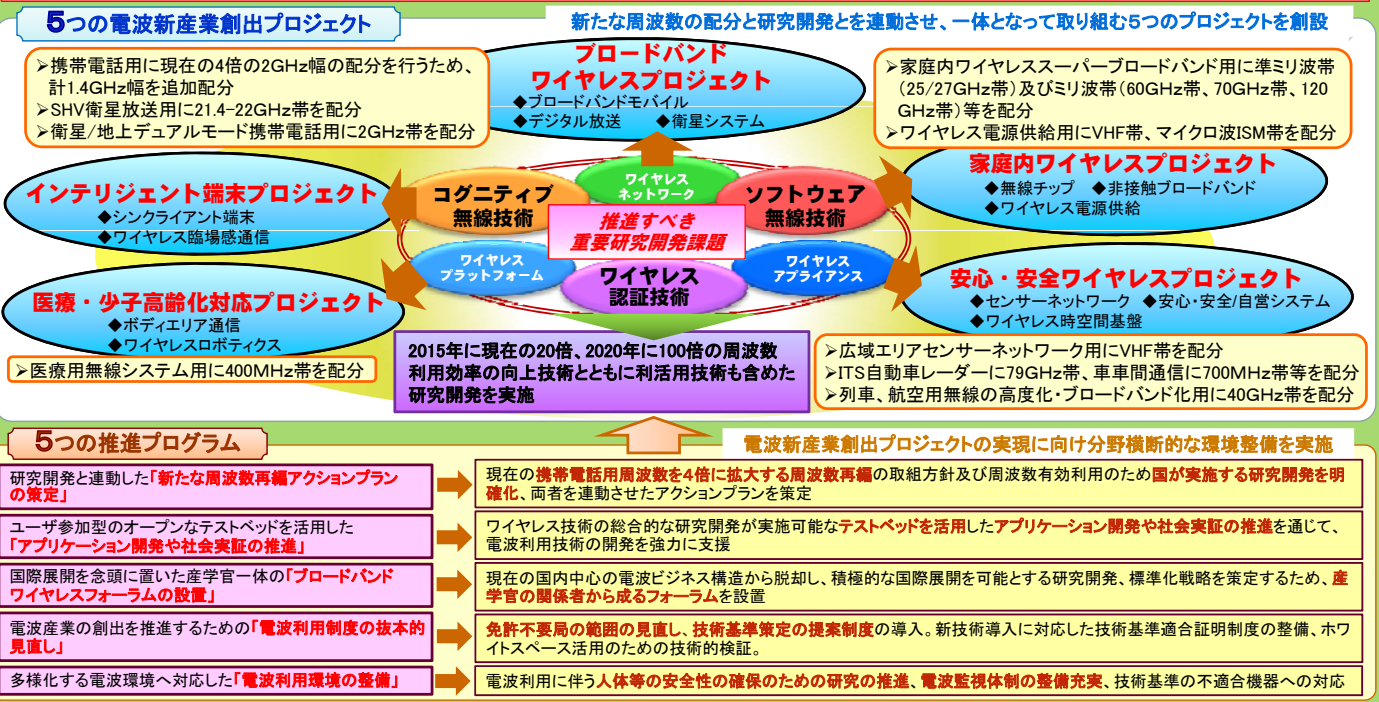 5つの電波新産業創出プロジェクト
新たな周波数の配分と研究開発とを連動させ、一体となって取り組む5つのプロジェクトを創設
➢携帯電話用に現在の4倍の2GHz幅の配分を行うため、
計1.4GHz幅を追加配分
➢SHV衛星放送用に21.4-22GHz帯を配分
➢衛星/地上デュアルモード携帯電話用に2GHz帯を配分
ブロードバンド
ワイヤレスプロジェクト
◆ブロードバンドモバイル
◆デジタル放送 ◆衛星システム
➢家庭内ワイヤレススーパーブロードバンド用に準ミリ波帯
(25/27GHz帯)及びミリ波帯(60GHz帯、70GHz帯、120
GHz帯)等を配分
➢ワイヤレス電源供給用にVHF帯、マイクロ波ISM帯を配分
インテリジェント端末プロジェクト
◆シンクライアント端末
◆ワイヤレス臨場感通信
家庭内ワイヤレスプロジェクト
◆無線チップ ◆非接触ブロードバンド
◆ワイヤレス電源供給
コグニティブ
無線技術
ワイヤレス
ネットワーク
ソフトウェア
無線技術
推進すべき
重要研究開発課題
ワイヤレス
プラットフォーム
ワイヤレス
認証技術
ワイヤレス
アプライアンス
医療・少子高齢化対応プロジェクト
◆ボディエリア通信
◆ワイヤレスロボティクス
➢医療用無線システム用に400MHz帯を配分
安心・安全ワイヤレスプロジェクト
◆センサーネットワーク ◆安心・安全/自営システム
◆ワイヤレス時空間基盤
➢広域エリアセンサーネットワーク用にVHF帯を配分
➢ITS自動車レーダーに79GHz帯、車車間通信に700MHz帯等を配分
➢列車、航空用無線の高度化・ブロードバンド化用に40GHz帯を配分
2015年に現在の20倍、2020年に100倍の周波数
利用効率の向上技術とともに利活用技術も含めた
研究開発を実施
5つの推進プログラム
電波新産業創出プロジェクトの実現に向け分野横断的な環境整備を実施
研究開発と連動した「新たな周波数再編アクションプラン
の策定」
現在の携帯電話用周波数を4倍に拡大する周波数再編の取組方針及び周波数有効利用のため国が実施する研究開発を明
確化、両者を連動させたアクションプランを策定
ユーザ参加型のオープンなテストベッドを活用した
「アプリケーション開発や社会実証の推進」
ワイヤレス技術の総合的な研究開発が実施可能なテストベッドを活用したアプリケーション開発や社会実証の推進を通じて、
電波利用技術の開発を強力に支援
国際展開を念頭に置いた産学官一体の「ブロードバンド
ワイヤレスフォーラムの設置」
現在の国内中心の電波ビジネス構造から脱却し、積極的な国際展開を可能とする研究開発、標準化戦略を策定するため、産
学官の関係者から成るフォーラムを設置
電波産業の創出を推進するための「電波利用制度の抜本的
見直し」
免許不要局の範囲の見直し、技術基準策定の提案制度の導入。新技術導入に対応した技術基準適合証明制度の整備、ホワ
イトスペース活用のための技術的検証。
多様化する電波環境へ対応した「電波利用環境の整備」
電波利用に伴う人体等の安全性の確保のための研究の推進、電波監視体制の整備充実、技術基準の不適合機器への対応